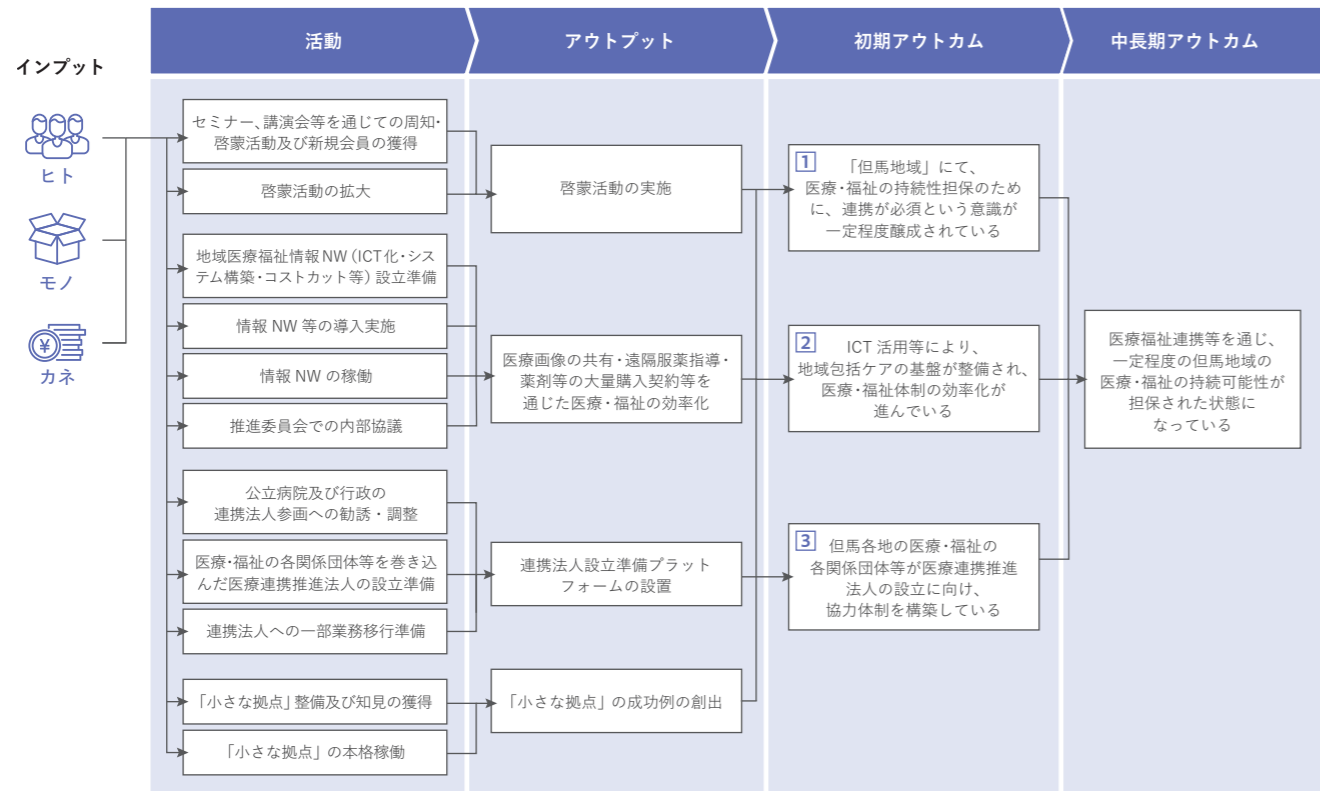 活動
アウトプット
初期アウトカム
中長期アウトカム
インプット
ヒト
モノ
カネ
セミナー、講演会等を通じての周知・
啓蒙活動及び新規会員の獲得
啓蒙活動の拡大
地域医療福祉情報NW（ICT化・シス
テム構築・コストカット等）設立準備
情報 NW 等の導入実施
情報 NW の稼働
推進委員会での内部協議
公立病院及び行政の
連携法人参画への勧誘・調整
医療・福祉の各関係団体等を巻き込
んだ医療連携推進法人の設立準備
連携法人への一部業務移行準備
「小さな拠点」整備及び知見の獲得
「小さな拠点」の本格稼働
啓蒙活動の実施
医療画像の共有・遠隔服薬指導・
薬剤等の大量購入契約等を
通じた医療・福祉の効率化
連携法人設立準備プラット
フォームの設置
「小さな拠点」の成功例の創出
1
「但馬地域」にて、
医療・福祉の持続性担保のため
に、連携が必須という意識が
一定程度醸成されている
2
ICT 活用等により、
地域包括ケアの基盤が整備され、
医療・福祉体制の効率化が
進んでいる
3
但馬各地の医療・福祉の
各関係団体等が医療連携推進
法人の設立に向け、
協力体制を構築している
医療福祉連携等を通じ、
一定程度の但馬地域の
医療・福祉の持続可能性が
担保された状態に
なっている